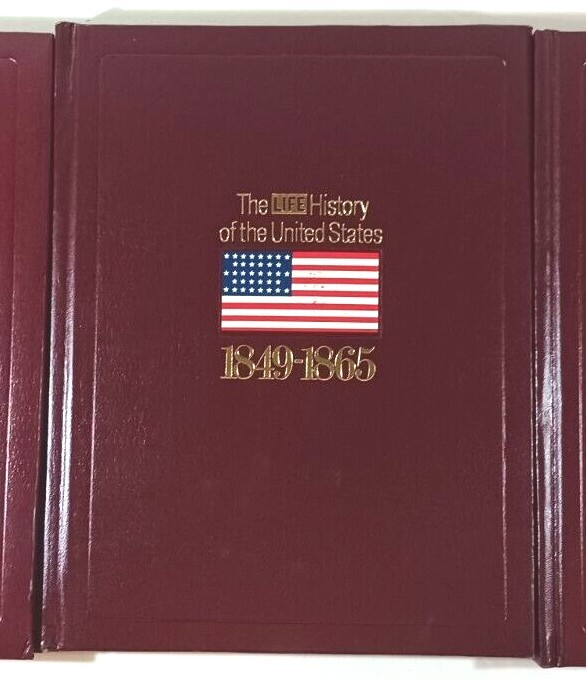 The LIFE History
of the United States
1849-1865